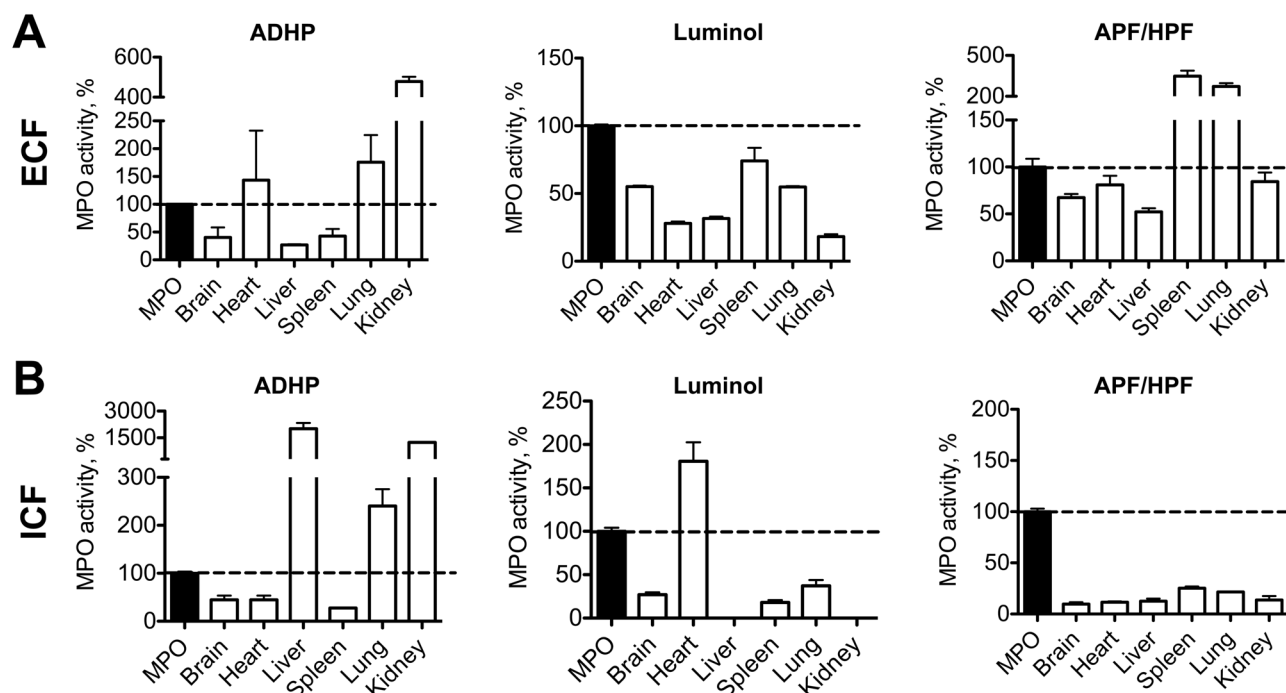 A
ECF
ADHP
MPO activity, %
600
400
250
200
150
100
50
0
MPO
Brain
Heart
Liver
Spleen
Lung
Kidney
Luminol
MPO activity, %
150
100
50
0
MPO
Brain
Heart
Liver
Spleen
Lung
Kidney
APF/HPF
MPO activity, %
500
200
150
100
50
0
MPO
Brain
Heart
Liver
Spleen
Lung
Kidney
B
ICF
ADHP
MPO activity, %
3000
1500
300
200
100
0
MPO
Brain
Heart
Liver
Spleen
Lung
Kidney
Luminol
MPO activity, %
250
200
150
100
50
0
MPO
Brain
Heart
Liver
Spleen
Lung
Kidney
APF/HPF
MPO activity, %
200
150
100
50
0
MPO
Brain
Heart
Liver
Spleen
Lung
Kidney